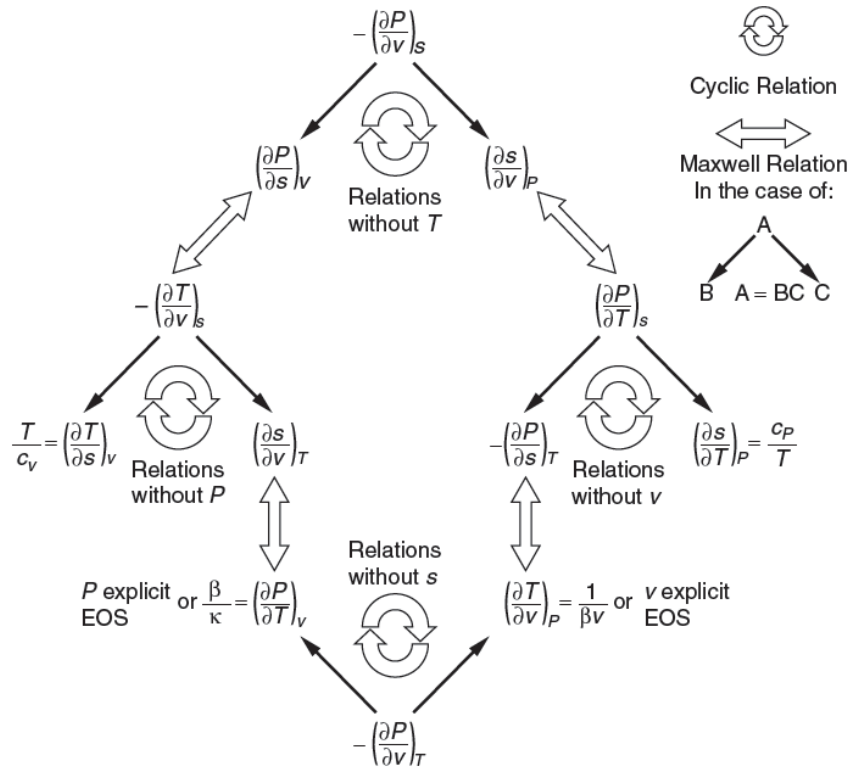 − (∂P/∂v)_S
Cyclic Relation
(∂P/∂s)_V
(∂s/∂v)_P
Relations
without T
Maxwell Relation
In the case of:
A
B A = BC C
− (∂T/∂v)_s
(∂P/∂T)_s
T/c_v = (∂T/∂s)_v
(∂s/∂v)_T
Relations
without P
−(∂P/∂s)_T
(∂s/∂T)_P = c_P/T
Relations
without v
Relations
without s
P explicit
EOS
or β/κ = (∂P/∂T)_v
(∂T/∂v)_P = 1/βv or
v explicit
EOS
− (∂P/∂v)_T